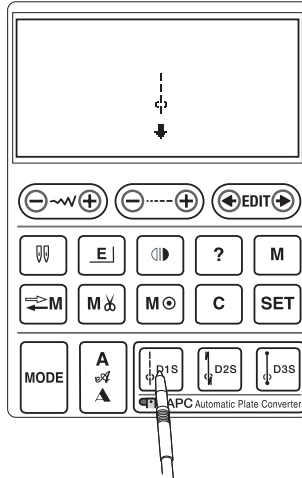 EDIT
E ? M
M M M C SET
MODE A A A D1S D2S D3S
APC Automatic Plate Converter